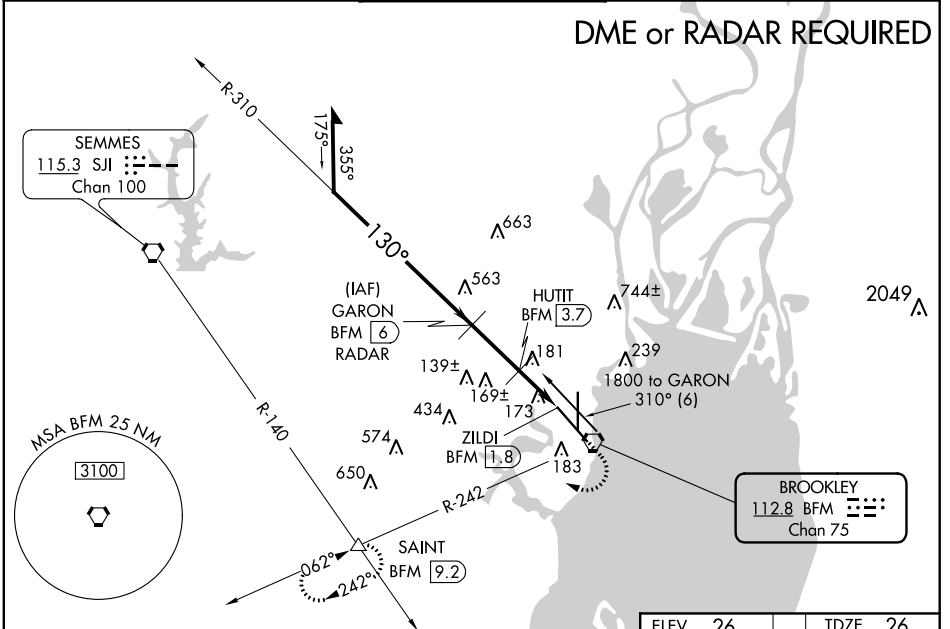 DME or RADAR REQUIRED
R-310
175°
355°
SEMMES
115.3 SJI
Chan 100
130°
663
563
(IAF)
GARON
BFM 6
RADAR
HUTIT
BFM 3.7
744±
2049
181
239
139±
169±
173
1800 to GARON
310° (6)
434
574
650
ZILDI
BFM 1.8
183
R-140
R-242
MSA BFM 25 NM
3100
BROOKLEY
112.8 BFM
Chan 75
SAINT
BFM 9.2
062°
242°
ELEV 26
TDZE 26